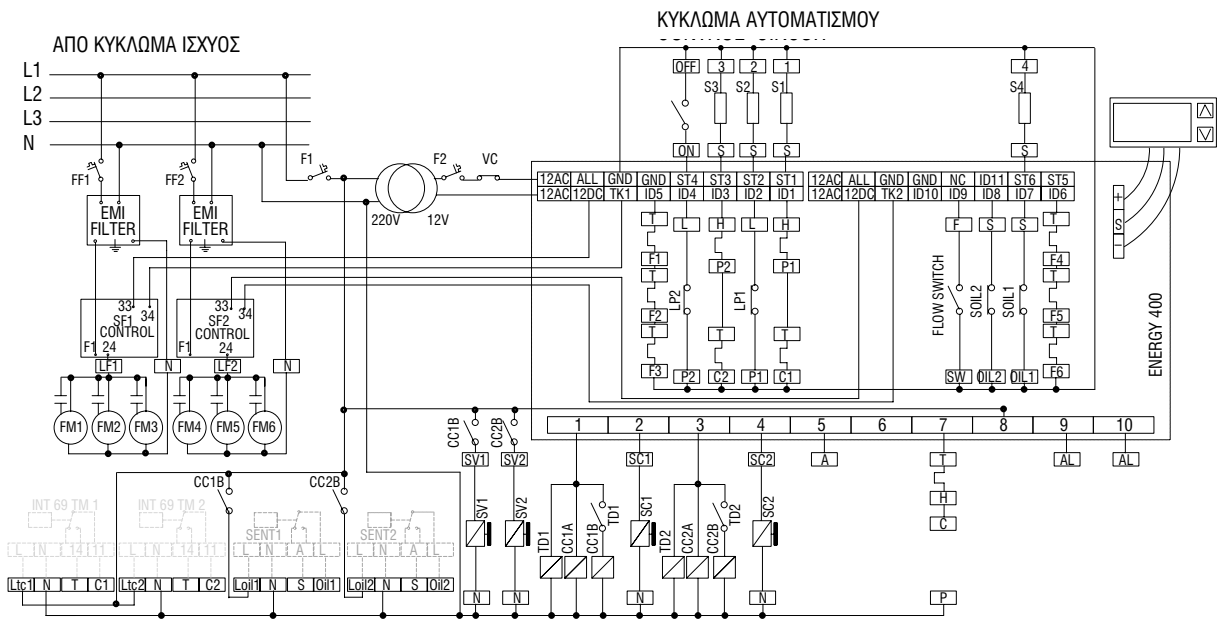 ΚΥΚΛΩΜΑ ΑΥΤΟΜΑΤΙΣΜΟΥ
ΑΠΟ ΚΥΚΛΩΜΑ ΙΣΧΥΟΣ
L1
L2
L3
N
OFF 3 2 1 4
S3 S2 S1 S4
ON S S S S
F1 F2 VC
FF1 FF2
220V 12V
12AC ALL GND GND ST4 ST3 ST2 ST1 12AC ALL GND GND NC ID11 ST6 ST5
12AC 12DC TK1 ID5 ID4 ID3 ID2 ID1 12AC 12DC TK2 ID10 ID9 ID8 ID7 ID6
+
S
−
EMI FILTER EMI FILTER
T L H L H F S S T
F1 P2 P1 F4
T T
LP2 LP1 FLOW SWITCH SOIL2 SOIL1
F2 F5
T T T T
F3 P2 C2 P1 C1 SW OIL2 OIL1 F6
ENERGY 400
33 34 33 34
SF1 CONTROL SF2 CONTROL
F1 24 F1 24
LF1 N LF2 N
FM1 FM2 FM3 FM4 FM5 FM6
1 2 3 4 5 6 7 8 9 10
CC1B CC2B
SV1 SV2 SC1 SC2 A T AL AL
H
C
CC1B CC2B
SV1 SV2 TD1 CC1A CC1B TD1 SC1 TD2 CC2A CC2B TD2 SC2
INT 69 TM 1 INT 69 TM 2 SENT1 SENT2
L N 14 11 L N 14 11 L N A L L N A L
Ltc1 N T C1 Ltc2 N T C2 Loil1 N S Oil1 Loil2 N S Oil2
N N N N P